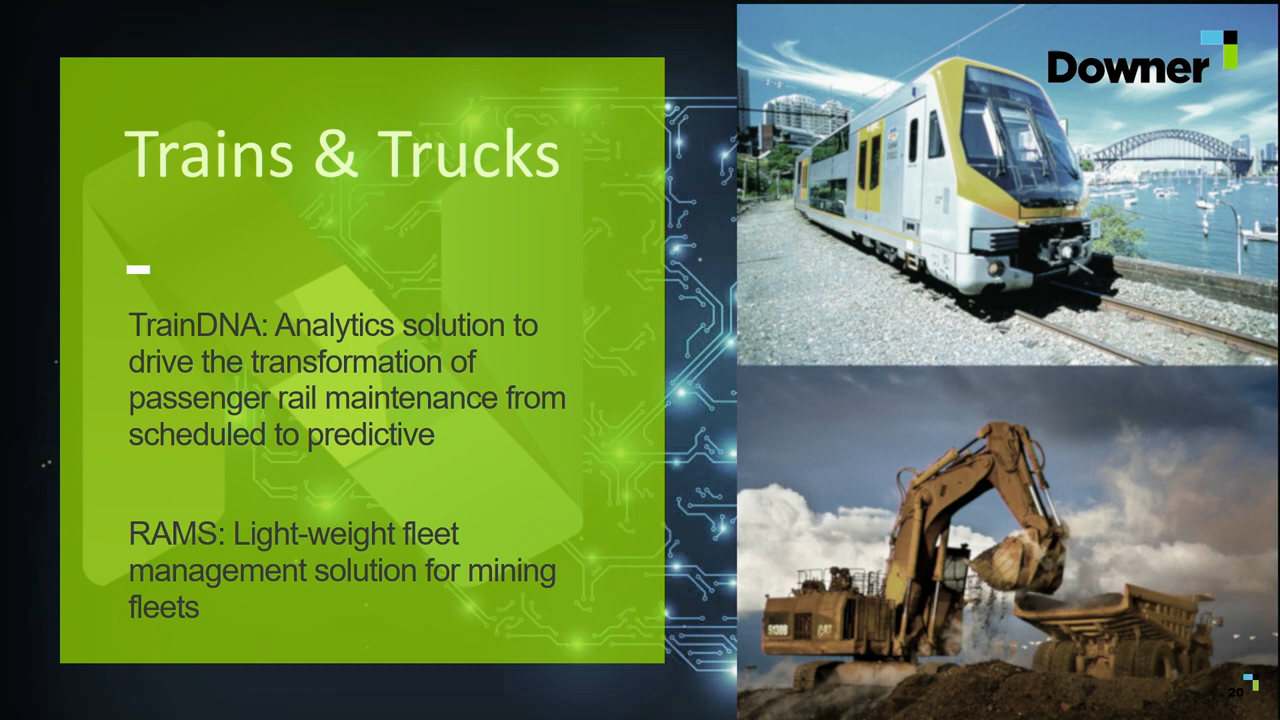 Trains & Trucks
TrainDNA: Analytics solution to
drive the transformation of
passenger rail maintenance from
scheduled to predictive
RAMS: Light-weight fleet
management solution for mining
fleets
Downer
CAT
20